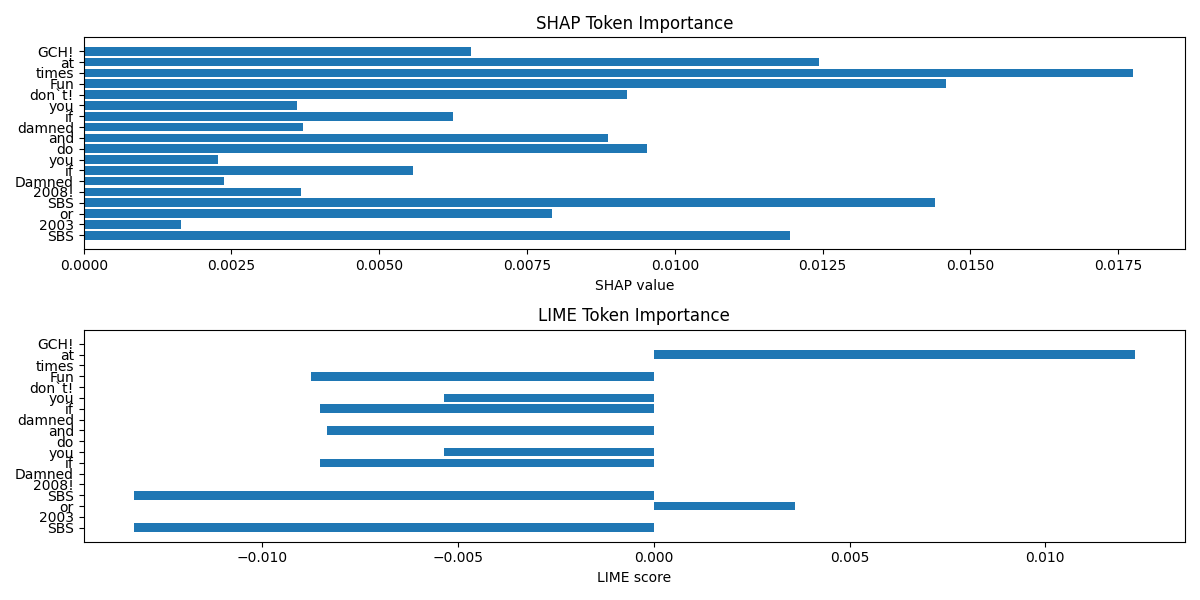 SHAP Token Importance
GCH!
at
times
Fun
don`t!
you
if
damned
and
do
you
if
Damned
2008!
SBS
or
2003
SBS
0.0000 0.0025 0.0050 0.0075 0.0100 0.0125 0.0150 0.0175
SHAP value
LIME Token Importance
GCH!
at
times
Fun
don`t!
you
if
damned
and
do
you
if
Damned
2008!
SBS
or
2003
SBS
−0.010 −0.005 0.000 0.005 0.010
LIME score